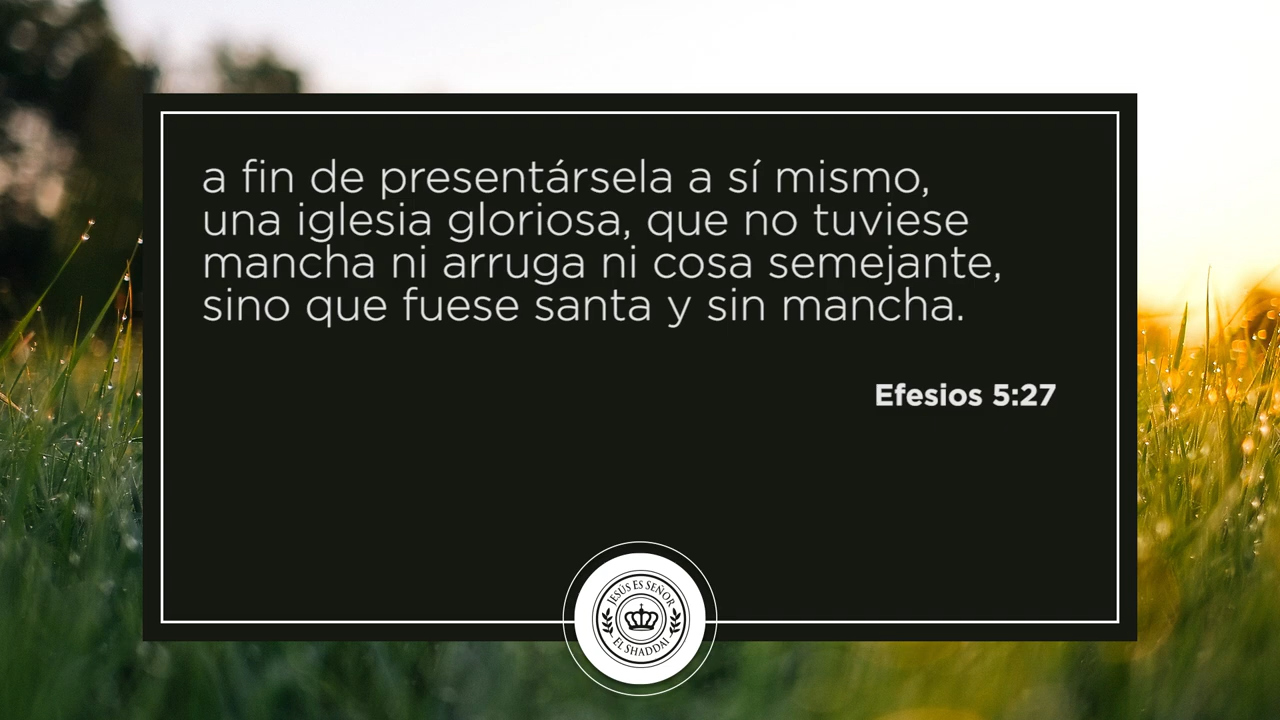 a fin de presentársela a sí mismo,
una iglesia gloriosa, que no tuviese
mancha ni arruga ni cosa semejante,
sino que fuese santa y sin mancha.
Efesios 5:27
JESÚS ES SEÑOR
EL SHADDAI